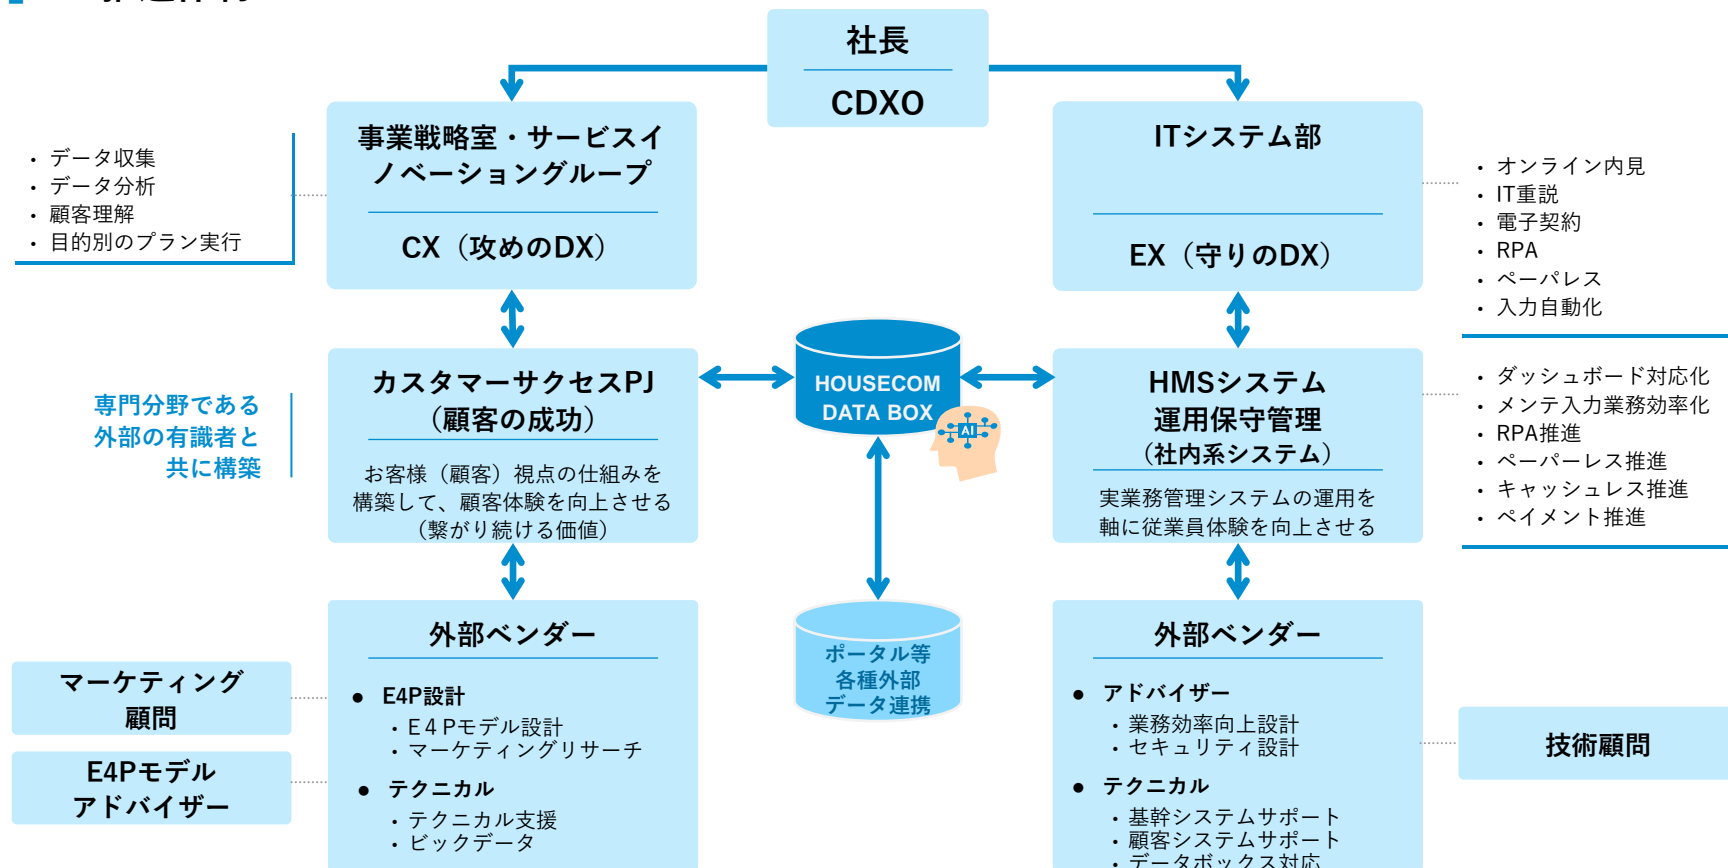 社長
CDXO
事業戦略室・サービスイ
ノベーショングループ
CX（攻めのDX）
・データ収集
・データ分析
・顧客理解
・目的別のプラン実行
ITシステム部
EX（守りのDX）
・オンライン内見
・IT重説
・電子契約
・RPA
・ペーパレス
・入力自動化
専門分野である
外部の有識者と
共に構築
カスタマーサクセスPJ
（顧客の成功）
お客様（顧客）視点の仕組みを
構築して、顧客体験を向上させる
（繋がり続ける価値）
HOUSECOM
DATA BOX
AI
HMSシステム
運用保守管理
（社内系システム）
実業務管理システムの運用を
軸に従業員体験を向上させる
・ダッシュボード対応化
・メンテ入力業務効率化
・RPA推進
・ペーパーレス推進
・キャッシュレス推進
・ペイメント推進
マーケティング
顧問
E4Pモデル
アドバイザー
外部ベンダー
● E4P設計
・E４Pモデル設計
・マーケティングリサーチ
● テクニカル
・テクニカル支援
・ビックデータ
ポータル等
各種外部
データ連携
外部ベンダー
● アドバイザー
・業務効率向上設計
・セキュリティ設計
● テクニカル
・基幹システムサポート
・顧客システムサポート
・データボックス対応
技術顧問